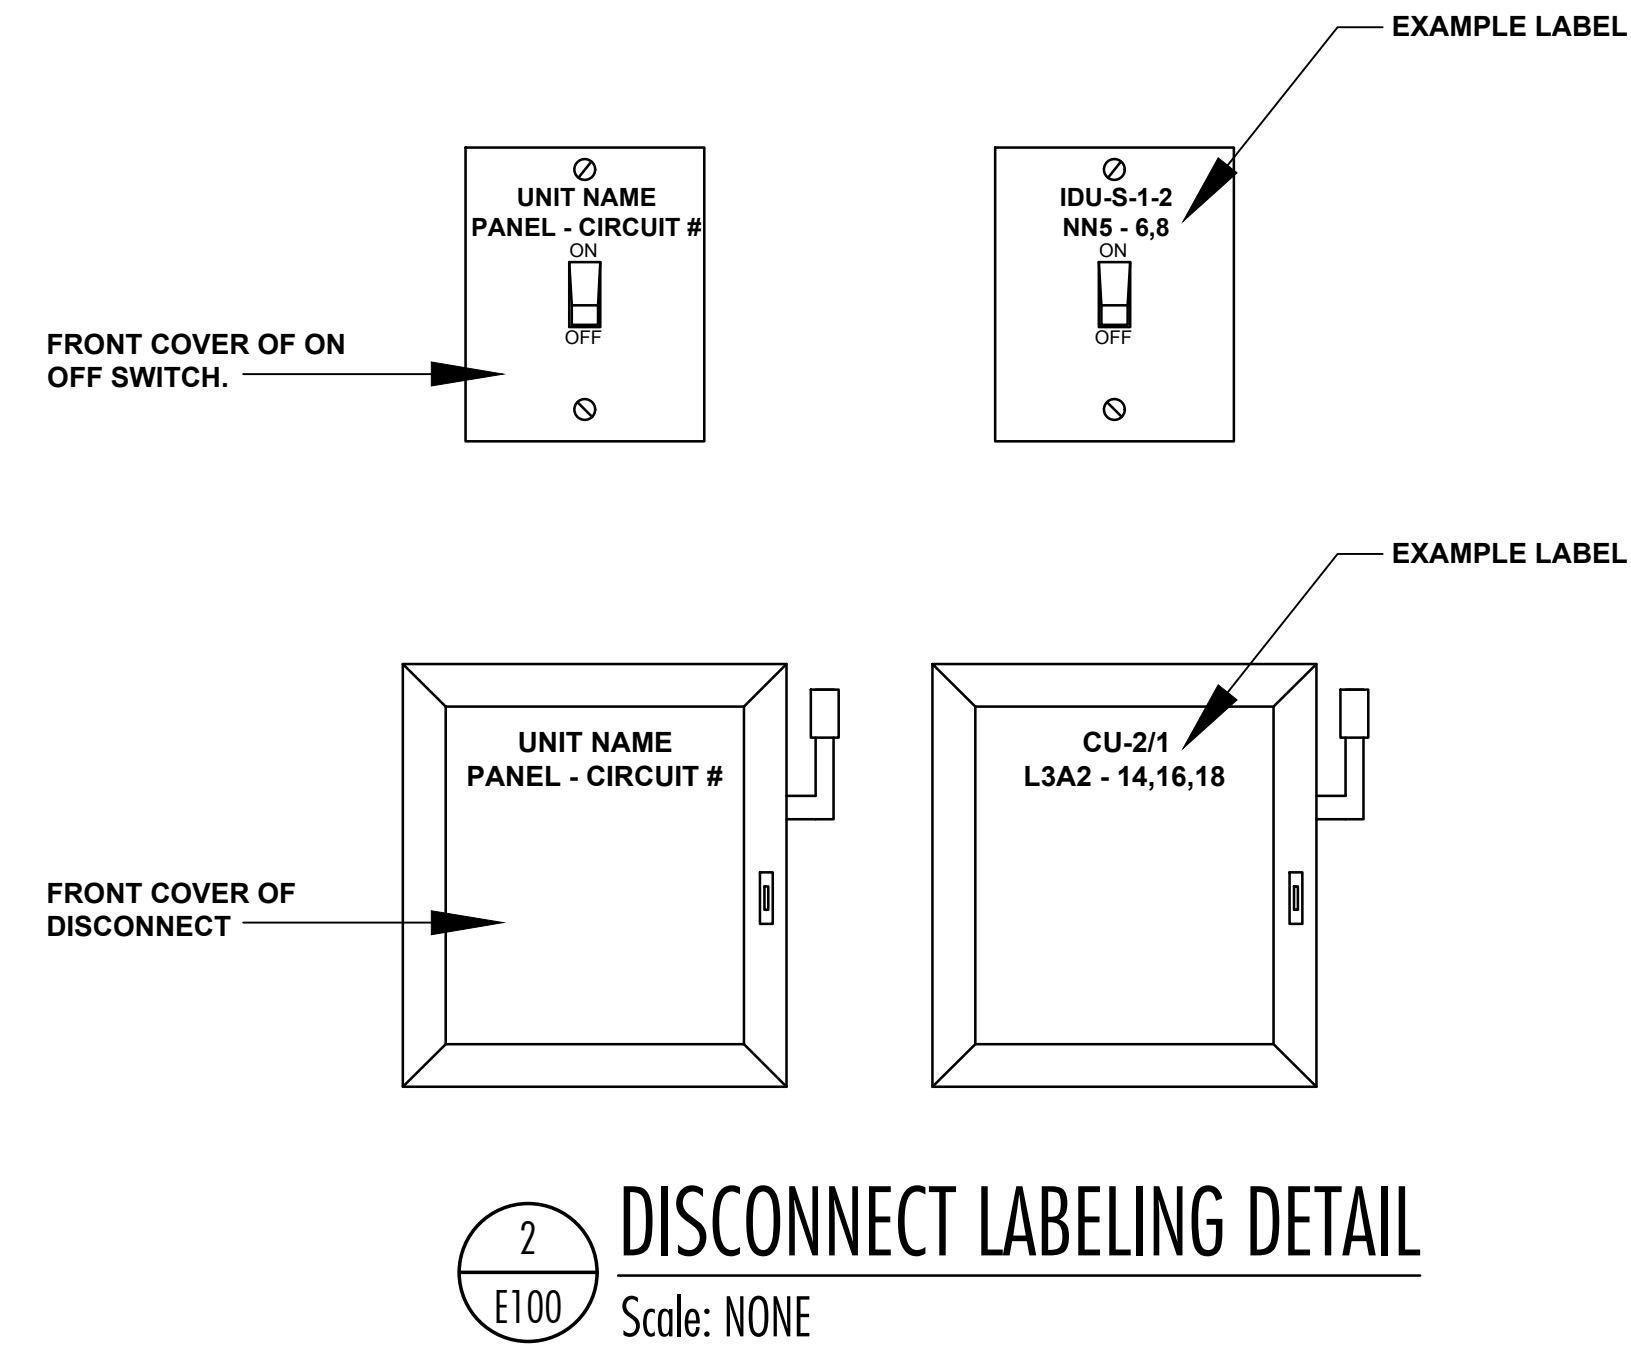 EXAMPLE LABEL
UNIT NAME
PANEL - CIRCUIT #
ON
OFF
IDU-S-1-2
NN5 - 6,8
ON
OFF
FRONT COVER OF ON
OFF SWITCH.
EXAMPLE LABEL
UNIT NAME
PANEL - CIRCUIT #
CU-2/1
L3A2 - 14,16,18
FRONT COVER OF
DISCONNECT
2
E100
DISCONNECT LABELING DETAIL
Scale: NONE